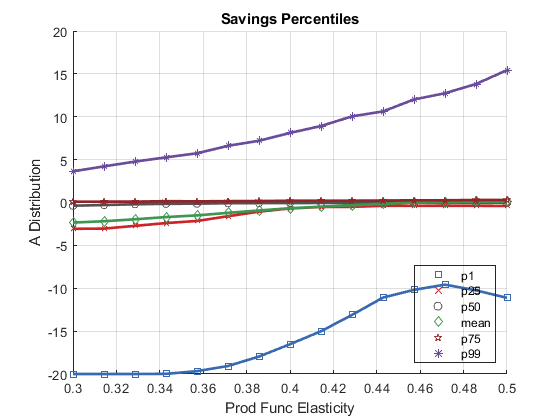 Savings Percentiles
20
15
10
5
0
-5
-10
-15
-20
A Distribution
p1
p25
p50
mean
p75
p99
0.3 0.32 0.34 0.36 0.38 0.4 0.42 0.44 0.46 0.48 0.5
Prod Func Elasticity